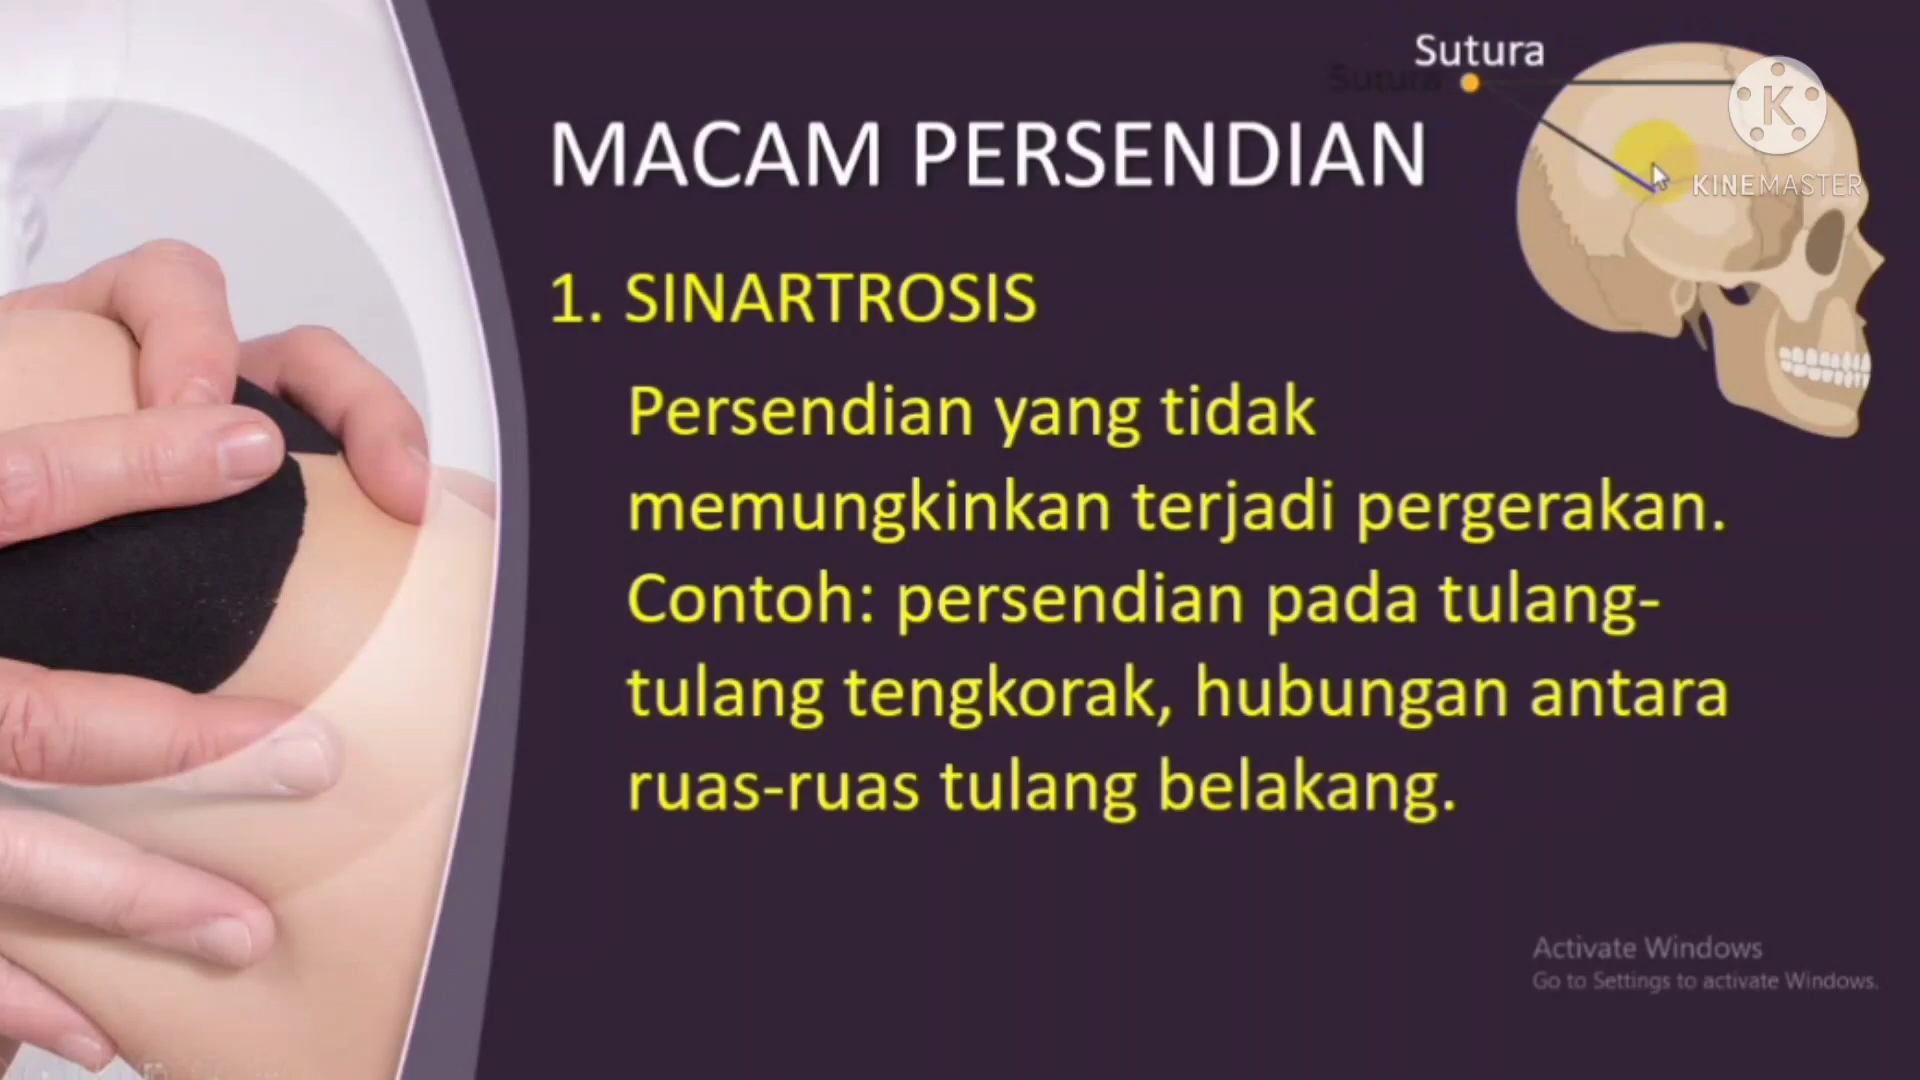 Sutura
Sutura
MACAM PERSENDIAN
KINEMASTER
1. SINARTROSIS
Persendian yang tidak
memungkinkan terjadi pergerakan.
Contoh: persendian pada tulang-
tulang tengkorak, hubungan antara
ruas-ruas tulang belakang.
Activate Windows
Go to Settings to activate Windows.